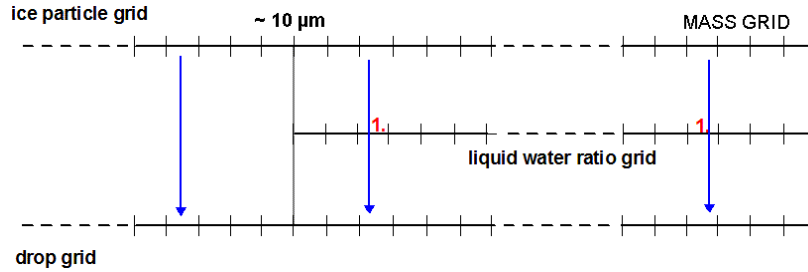 ice particle grid
~ 10 µm
MASS GRID
1.
1.
liquid water ratio grid
drop grid